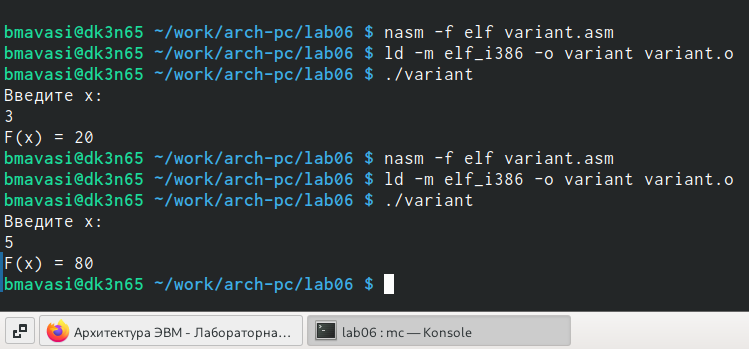 bmavasi@dk3n65 ~/work/arch-pc/lab06 $ nasm -f elf variant.asm
bmavasi@dk3n65 ~/work/arch-pc/lab06 $ ld -m elf_i386 -o variant variant.o
bmavasi@dk3n65 ~/work/arch-pc/lab06 $ ./variant
Введите x:
3
F(x) = 20
bmavasi@dk3n65 ~/work/arch-pc/lab06 $ nasm -f elf variant.asm
bmavasi@dk3n65 ~/work/arch-pc/lab06 $ ld -m elf_i386 -o variant variant.o
bmavasi@dk3n65 ~/work/arch-pc/lab06 $ ./variant
Введите x:
5
F(x) = 80
bmavasi@dk3n65 ~/work/arch-pc/lab06 $
Архитектура ЭВМ - Лабораторна...
lab06 : mc — Konsole